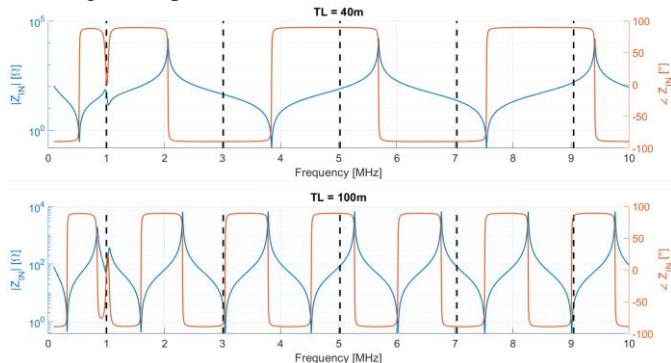 TL = 40m
10^5
10^0
|Z_IN| [Ω]
100
50
0
-50
-100
∠ Z_IN [°]
0 1 2 3 4 5 6 7 8 9 10
Frequency [MHz]
TL = 100m
10^4
10^2
10^0
|Z_IN| [Ω]
100
50
0
-50
-100
∠ Z_IN [°]
0 1 2 3 4 5 6 7 8 9 10
Frequency [MHz]